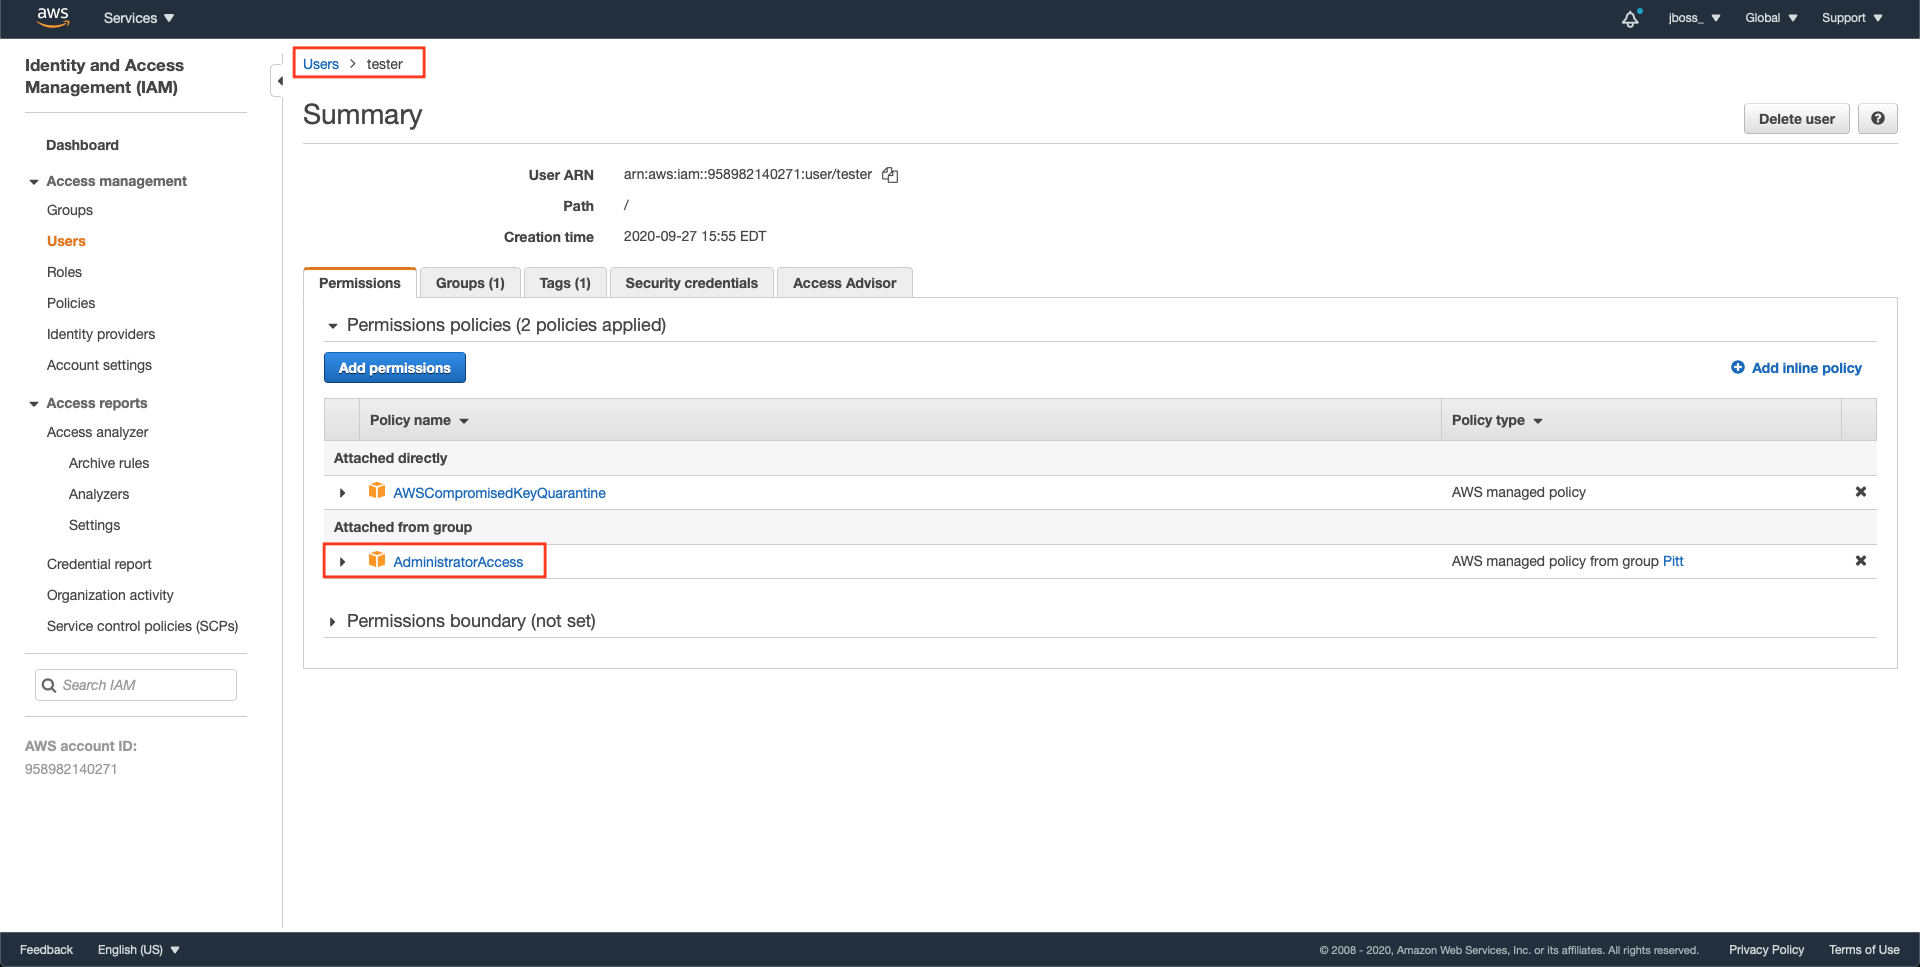 aws Services jboss_ Global Support
Identity and Access
Management (IAM)
Dashboard
Access management
Groups
Users
Roles
Policies
Identity providers
Account settings
Access reports
Access analyzer
Archive rules
Analyzers
Settings
Credential report
Organization activity
Service control policies (SCPs)
Search IAM
AWS account ID:
958982140271
Users > tester
Summary
Delete user
User ARN arn:aws:iam::958982140271:user/tester
Path /
Creation time 2020-09-27 15:55 EDT
Permissions Groups (1) Tags (1) Security credentials Access Advisor
Permissions policies (2 policies applied)
Add permissions Add inline policy
Policy name Policy type
Attached directly
AWSCompromisedKeyQuarantine AWS managed policy
Attached from group
AdministratorAccess AWS managed policy from group Pitt
Permissions boundary (not set)
Feedback English (US) © 2008 - 2020, Amazon Web Services, Inc. or its affiliates. All rights reserved. Privacy Policy Terms of Use